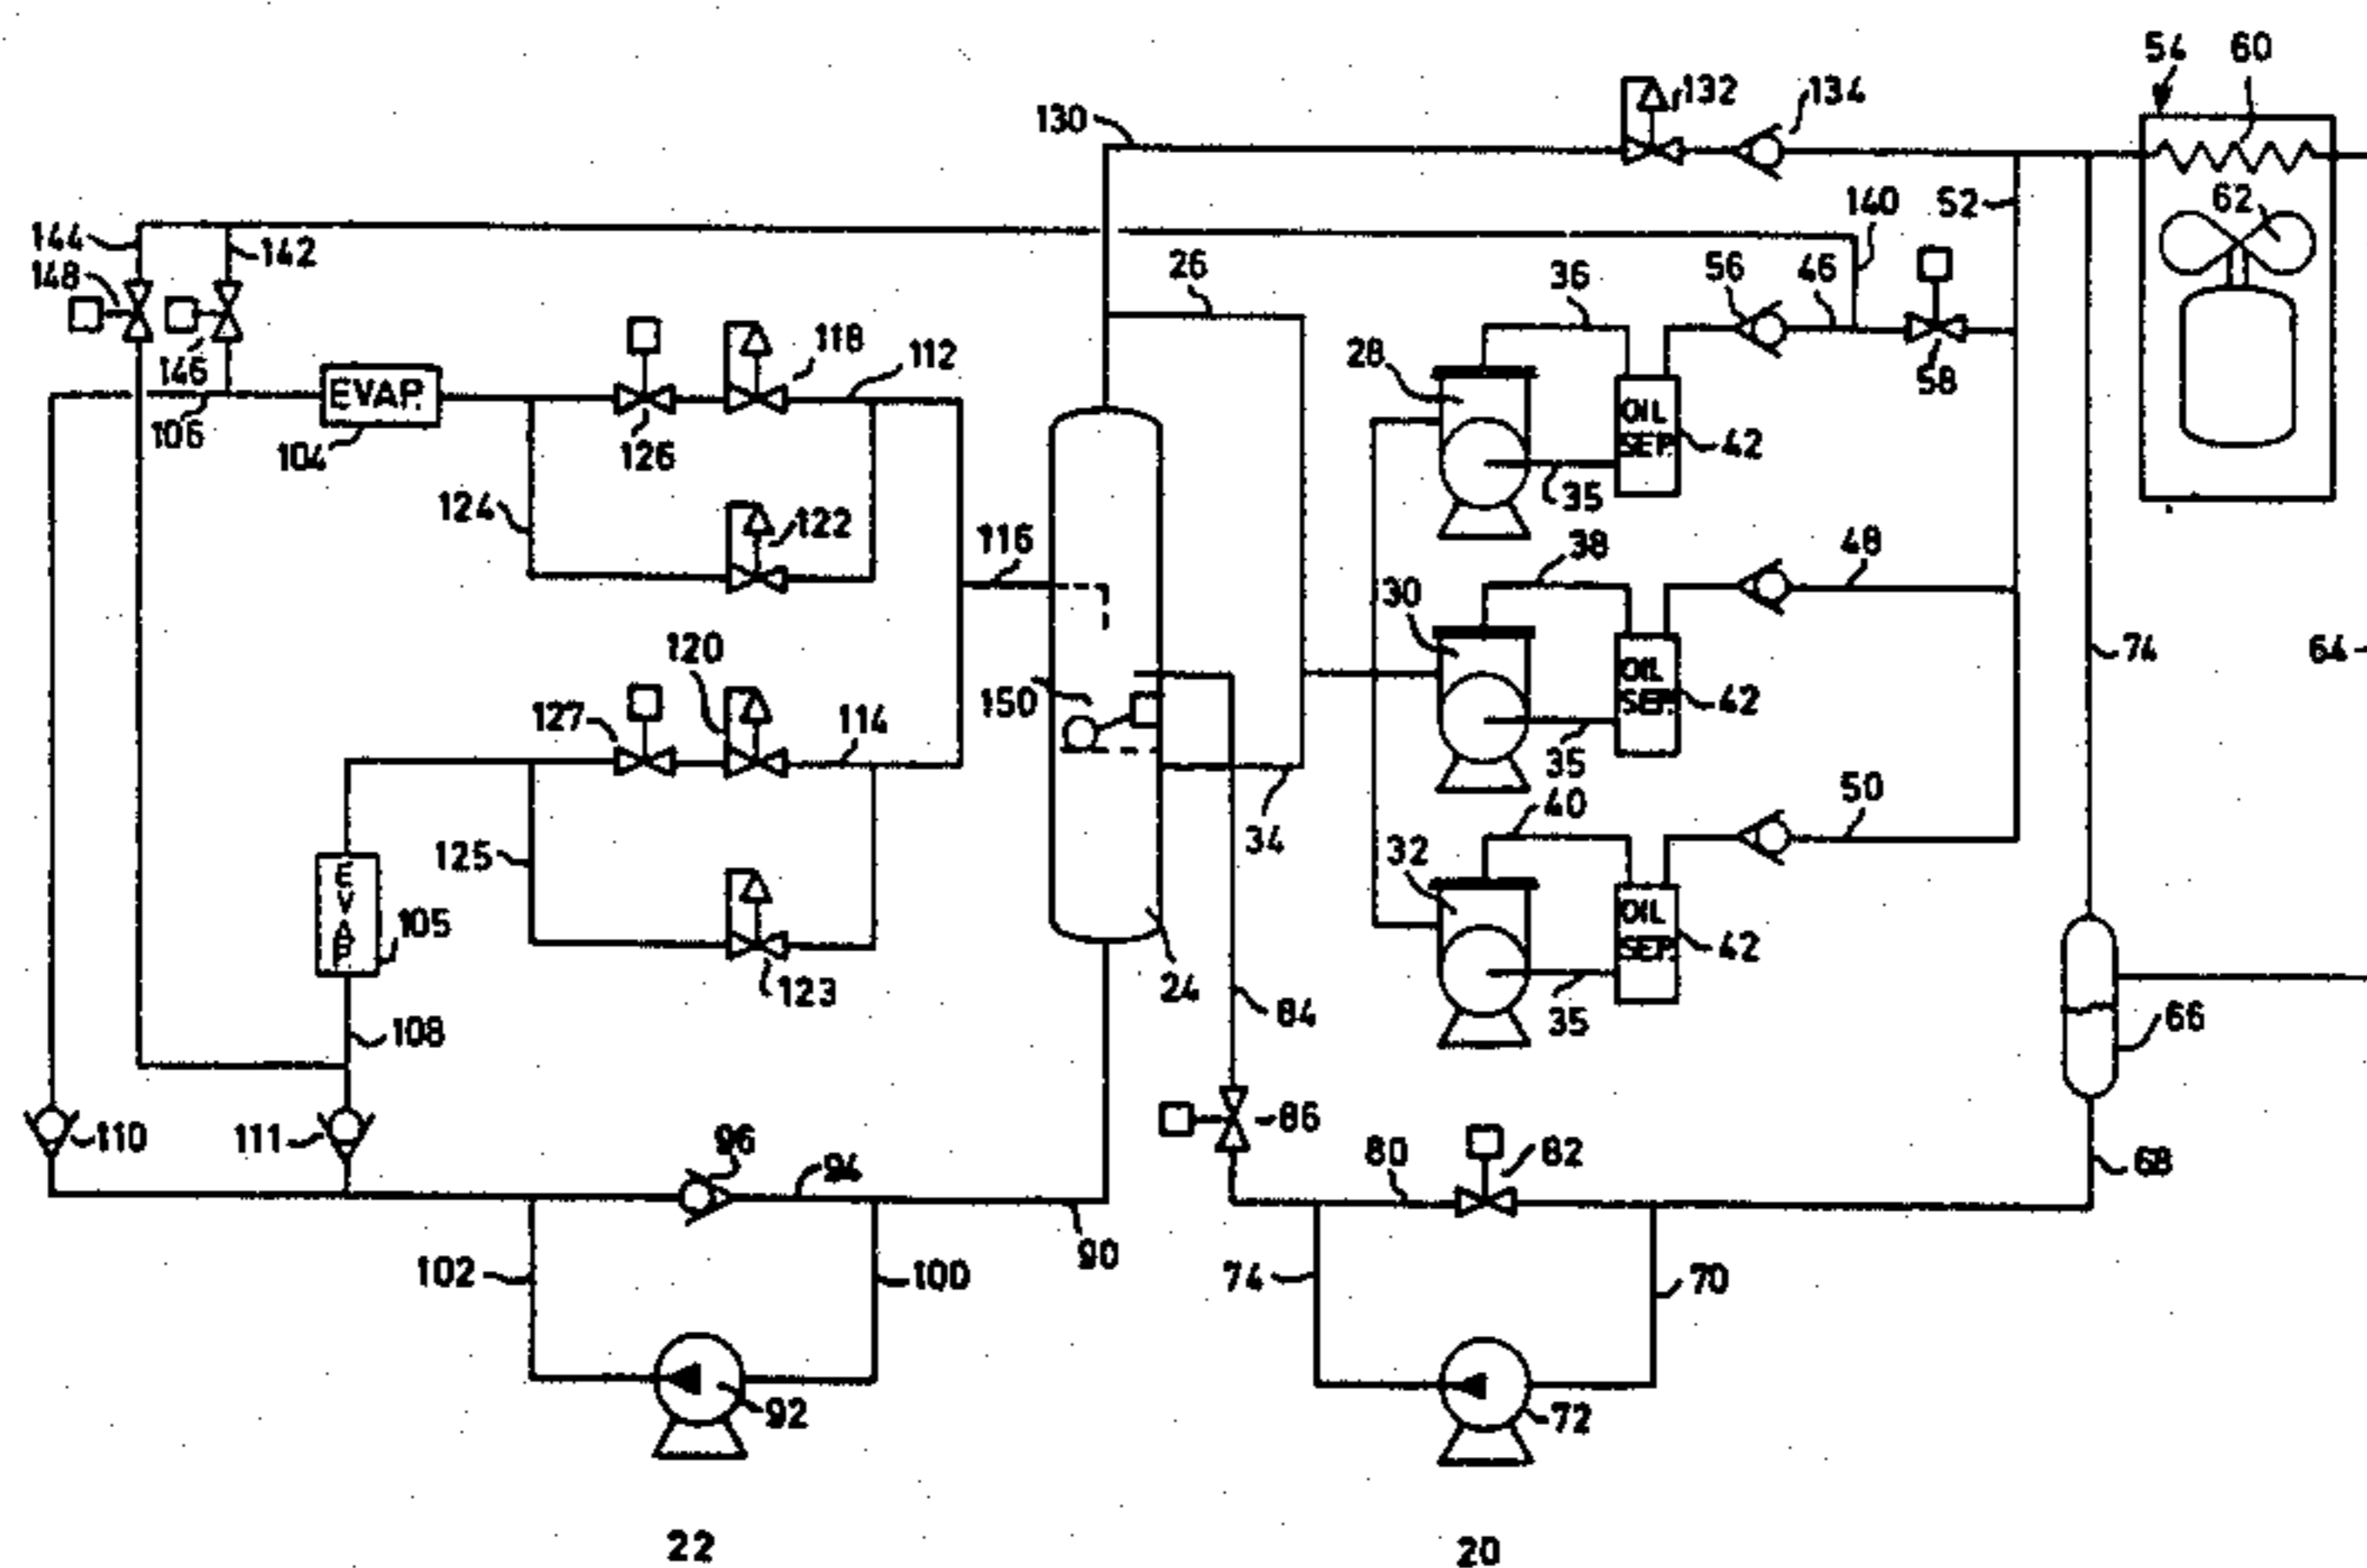 54 60
132 134
130
140 52 62
144 142
148
26 36 56 46
146 118 112 28 58
EVAP.
106 104 126
OIL
SEP. 42
124 122 35
116 38 48
30
120 74 64
150 OIL
SEP. 42
127 114
35
125 34 40 50
32
E
V
A
P.
105
OIL
SEP. 42
123 24 84 35 66
108
110 111 96 94 86 80 82 68
102 100 90 74 70
92 72
22 20